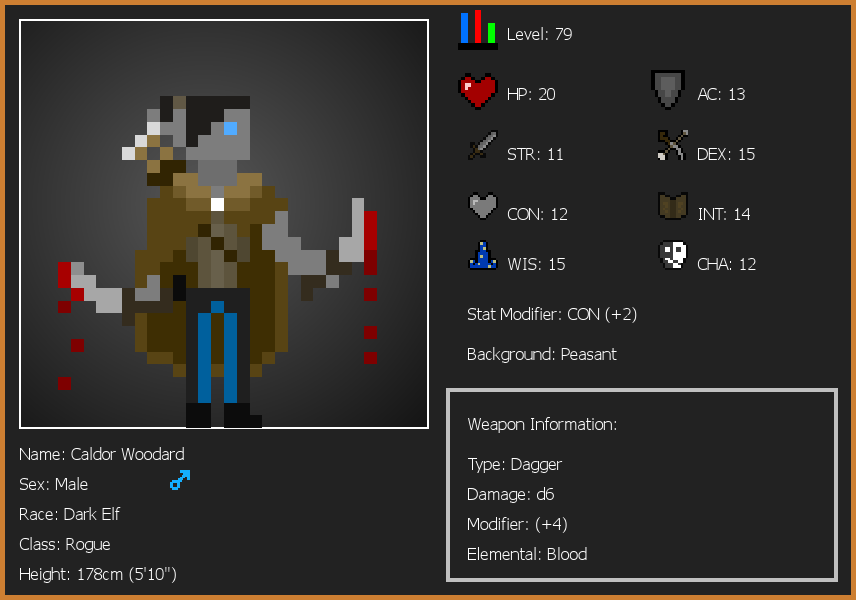 Level: 79
HP: 20
AC: 13
STR: 11
DEX: 15
CON: 12
INT: 14
WIS: 15
CHA: 12
Stat Modifier: CON (+2)
Background: Peasant
Weapon Information:
Type: Dagger
Damage: d6
Modifier: (+4)
Elemental: Blood
Name: Caldor Woodard
Sex: Male
Race: Dark Elf
Class: Rogue
Height: 178cm (5'10")